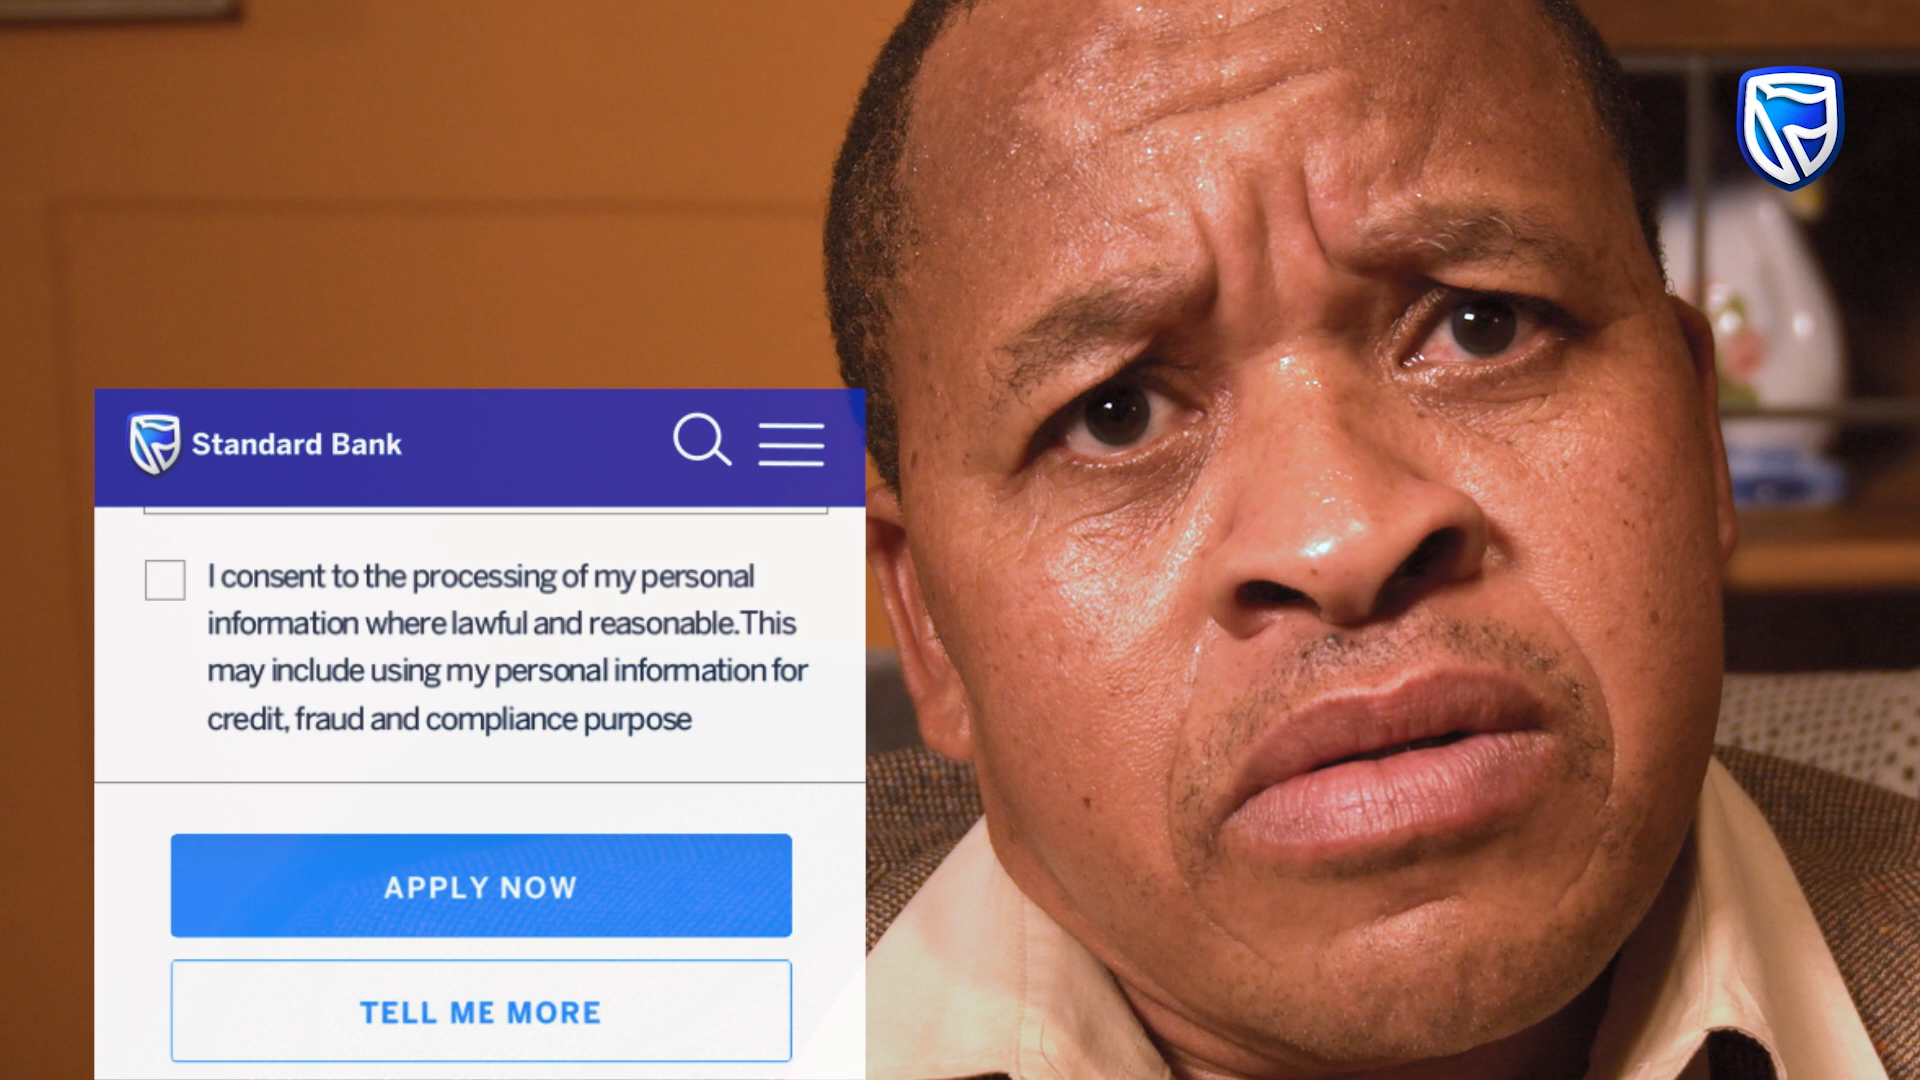 Standard Bank
I consent to the processing of my personal
information where lawful and reasonable.This
may include using my personal information for
credit, fraud and compliance purpose
APPLY NOW
TELL ME MORE